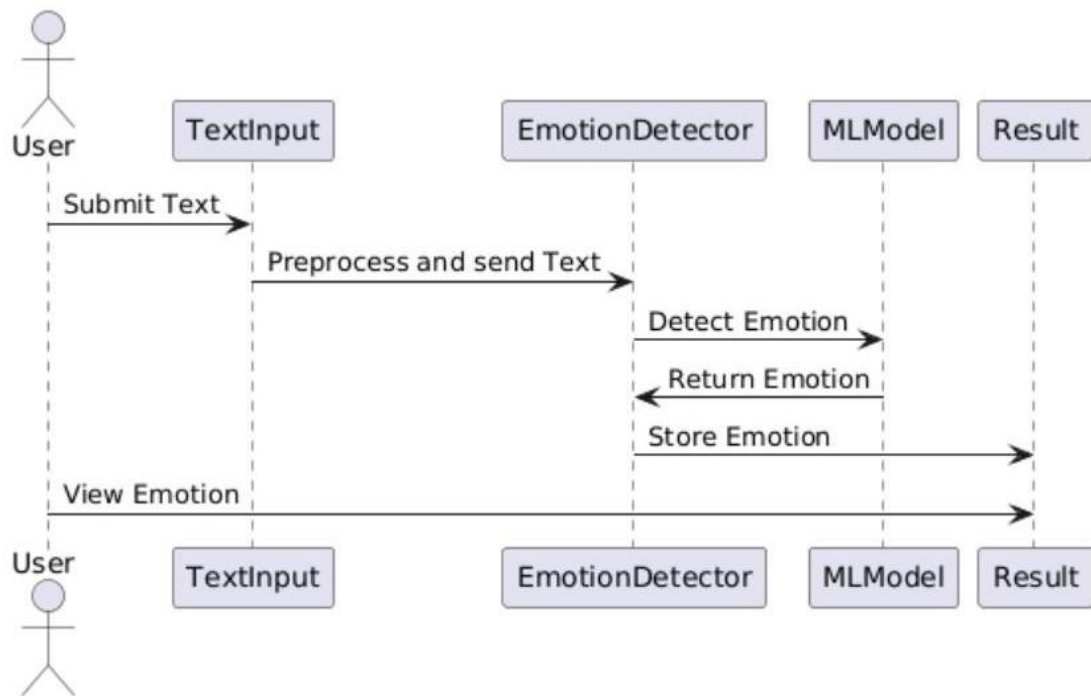 User
TextInput
EmotionDetector
MLModel
Result
Submit Text
Preprocess and send Text
Detect Emotion
Return Emotion
Store Emotion
View Emotion
User
TextInput
EmotionDetector
MLModel
Result